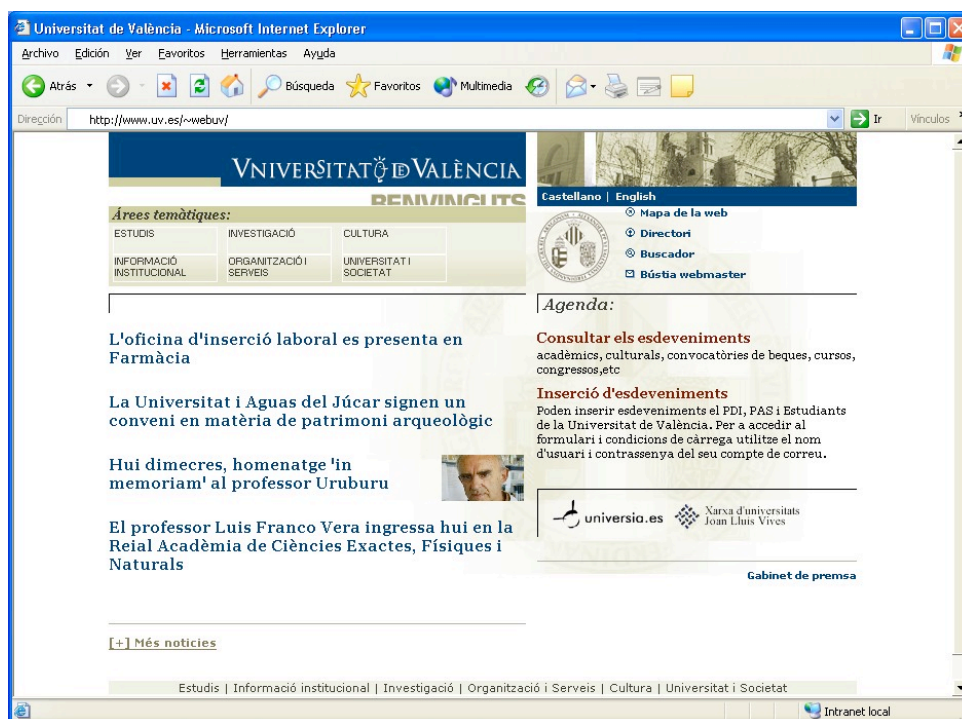 Universitat de València - Microsoft Internet Explorer
Archivo Edición Ver Favoritos Herramientas Ayuda
Atrás Búsqueda Favoritos Multimedia
Dirección http://www.uv.es/~webuv/ Ir Vínculos
VNIVERSITAT ID VALÈNCIA
BENVINGUTS
Castellano | English
Àrees temàtiques:
ESTUDIS INVESTIGACIÓ CULTURA
INFORMACIÓ INSTITUCIONAL ORGANITZACIÓ I SERVEIS UNIVERSITAT I SOCIETAT
Mapa de la web
Directori
Buscador
Bústia webmaster
L'oficina d'inserció laboral es presenta en
Farmàcia
La Universitat i Aguas del Júcar signen un
conveni en matèria de patrimoni arqueològic
Hui dimecres, homenatge 'in
memoriam' al professor Uruburu
El professor Luis Franco Vera ingressa hui en la
Reial Acadèmia de Ciències Exactes, Físiques i
Naturals
[+] Més noticies
Agenda:
Consultar els esdeveniments
acadèmics, culturals, convocatòries de beques, cursos,
congressos,etc
Inserció d'esdeveniments
Poden inserir esdeveniments el PDI, PAS i Estudiants
de la Universitat de València. Per a accedir al
formulari i condicions de càrrega utilitze el nom
d'usuari i contrassenya del seu compte de correu.
universia.es
Xarxa d'universitats
Joan Lluis Vives
Gabinet de premsa
Estudis | Informació institucional | Investigació | Organització i Serveis | Cultura | Universitat i Societat
Intranet local